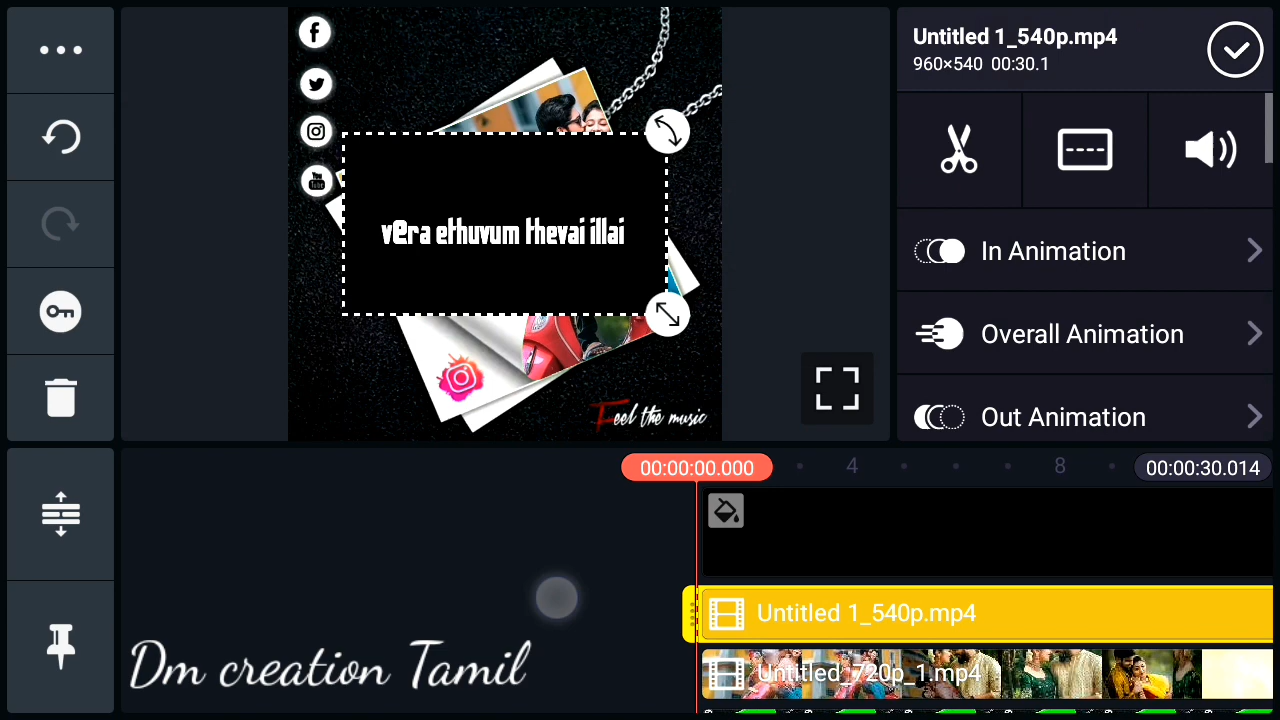 Untitled 1_540p.mp4
960×540 00:30.1
In Animation
Overall Animation
Out Animation
You
Tube
vera ethuvum thevai illai
Feel the music
00:00:00.000
4
8
00:00:30.014
Untitled 1_540p.mp4
Untitled_720p_1.mp4
Dm creation Tamil